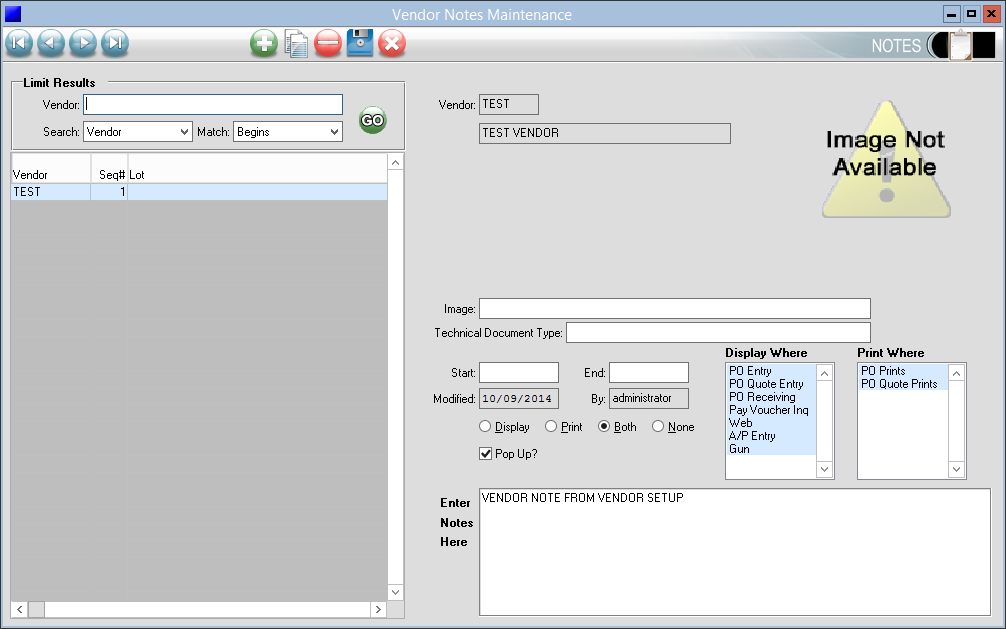 Vendor Notes Maintenance
NOTES
Limit Results
Vendor:
GO
Search: Vendor Match: Begins
Vendor Seq# Lot
TEST 1
Vendor: TEST
TEST VENDOR
Image Not
Available
Image:
Technical Document Type:
Start: End:
Modified: 10/09/2014 By: administrator
Display Print Both None
Pop Up?
Display Where
PO Entry
PO Quote Entry
PO Receiving
Pay Voucher Inq
Web
A/P Entry
Gun
Print Where
PO Prints
PO Quote Prints
Enter
Notes
Here
VENDOR NOTE FROM VENDOR SETUP